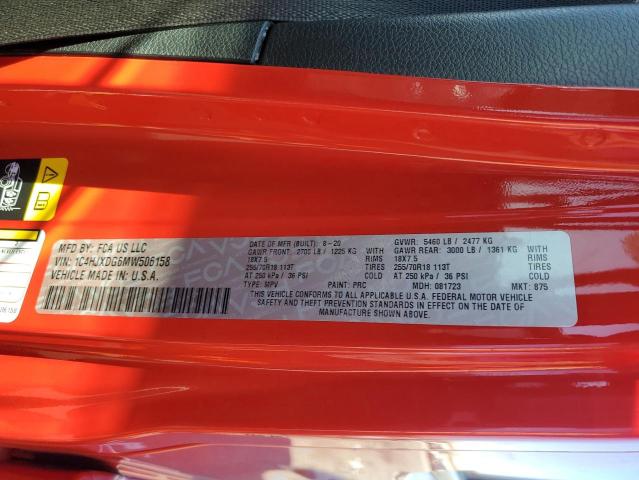 MFD BY: FCA US LLC
VIN: 1C4HJXDG6MW506158
VEHICLE MADE IN U.S.A.
DATE OF MFR (BUILT): 8-20 GVWR: 5460 LB / 2477 KG
GAWR FRONT: 2700 LB / 1225 KG WITH GAWR REAR: 3000 LB / 1361 KG WITH
18X7.5 RIMS 18X7.5 RIMS
255/70R18 113T TIRES 255/70R18 113T TIRES
AT 250 kPa / 36 PSI COLD AT 250 kPa / 36 PSI COLD
TYPE: MPV PAINT: PRC MDH: 081723 MKT: 875
THIS VEHICLE CONFORMS TO ALL APPLICABLE U.S.A. FEDERAL MOTOR VEHICLE
SAFETY AND THEFT PREVENTION STANDARDS IN EFFECT ON THE DATE OF
MANUFACTURE SHOWN ABOVE.